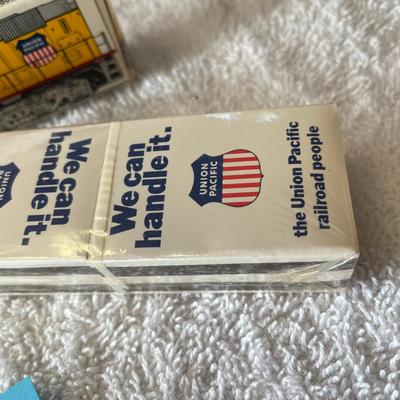 UNION
PACIFIC
We can
handle it.
We can
handle it.
UNION
PACIFIC
the Union Pacific
railroad people